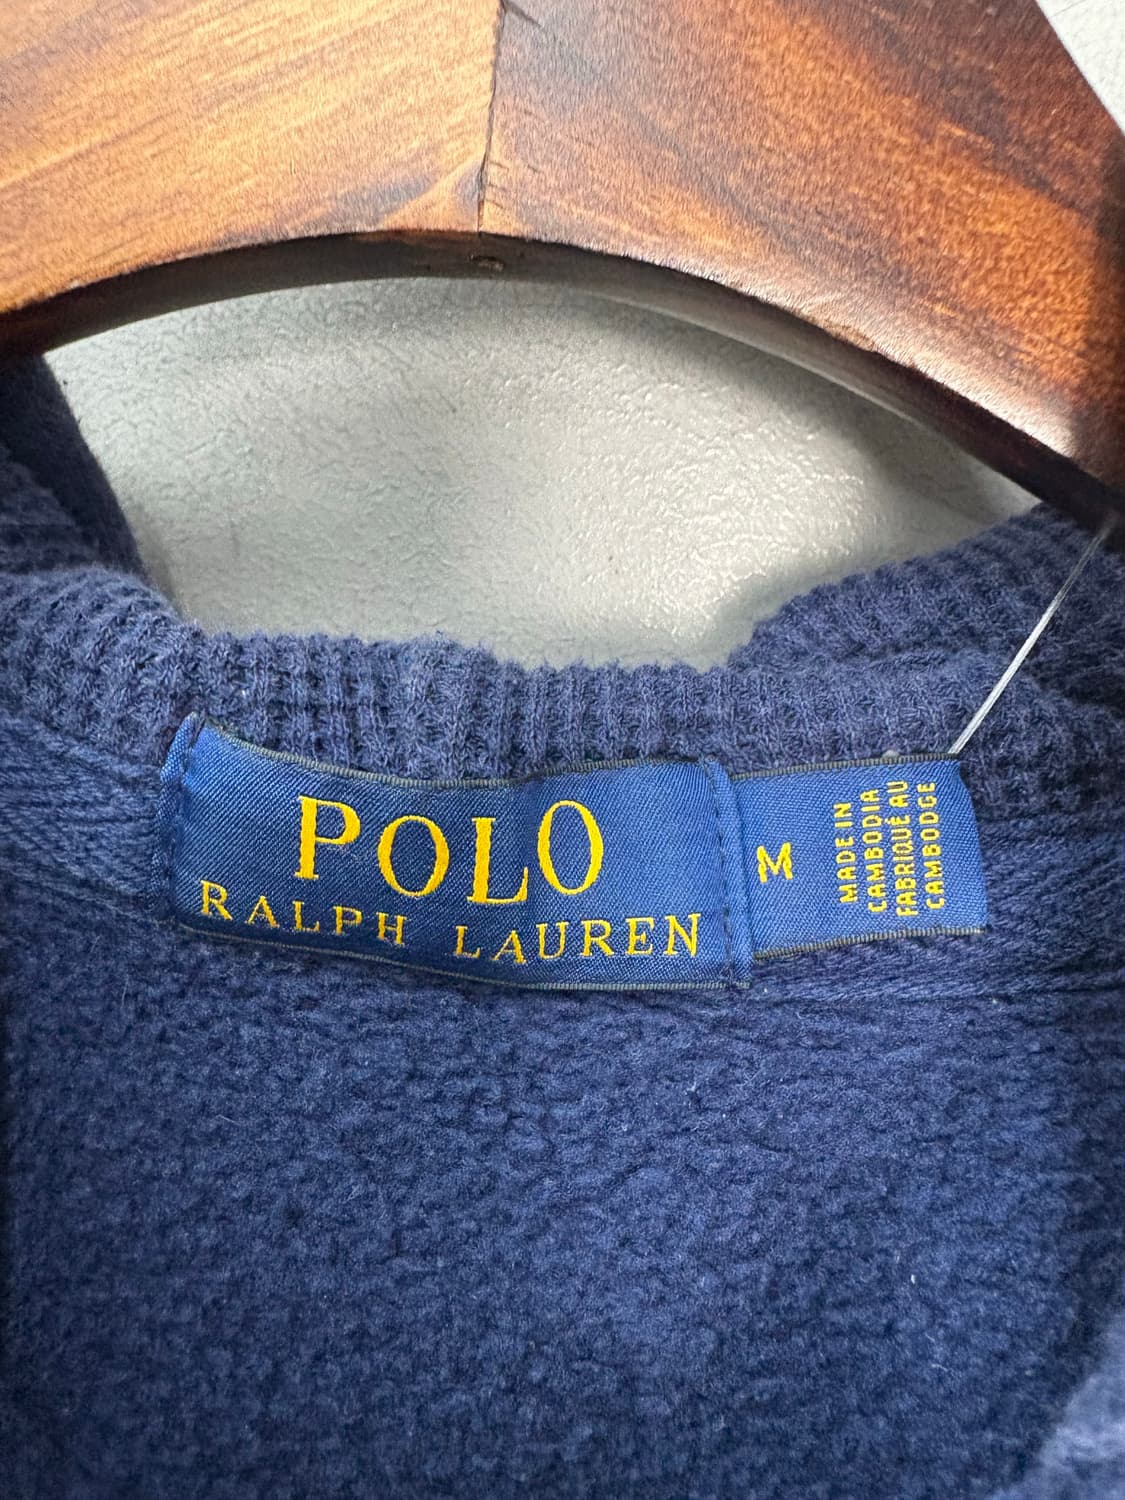 POLO
RALPH LAUREN
M
MADE IN
CAMBODIA
FABRIQUÉ AU
CAMBODGE